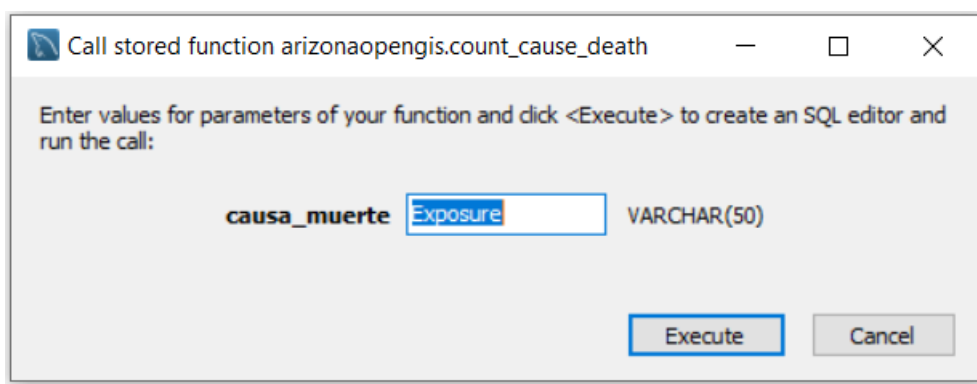 Call stored function arizonaopengis.count_cause_death
Enter values for parameters of your function and click <Execute> to create an SQL editor and
run the call:
causa_muerte Exposure VARCHAR(50)
Execute Cancel